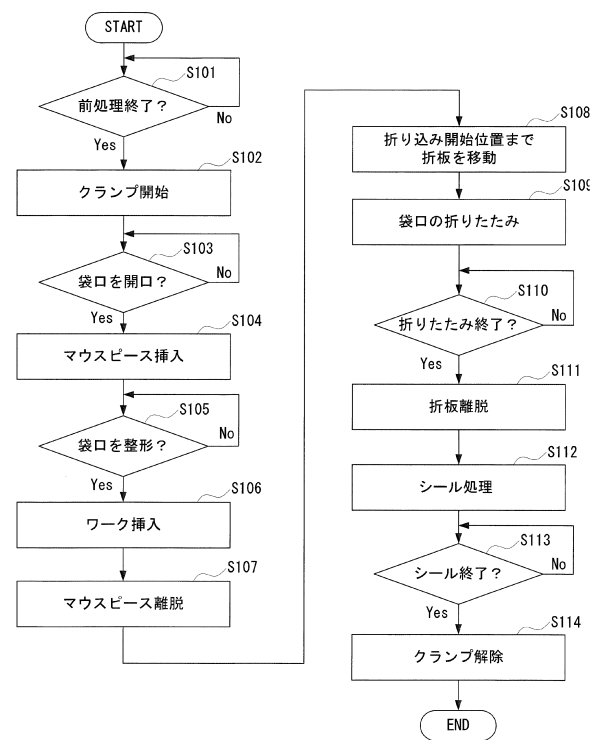 START
S101
前処理終了？
No
Yes
S102
クランプ開始
S103
袋口を開口？
No
Yes
S104
マウスピース挿入
S105
袋口を整形？
No
Yes
S106
ワーク挿入
S107
マウスピース離脱
S108
折り込み開始位置まで
折板を移動
S109
袋口の折りたたみ
S110
折りたたみ終了？
No
Yes
S111
折板離脱
S112
シール処理
S113
シール終了？
No
Yes
S114
クランプ解除
END